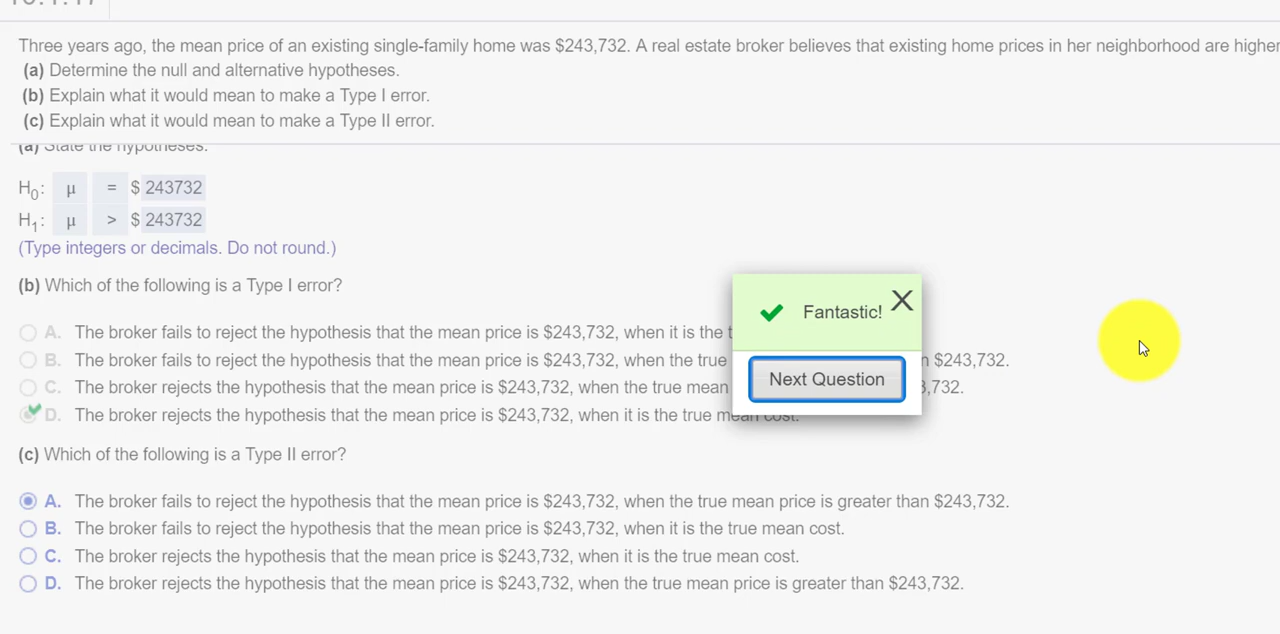 Three years ago, the mean price of an existing single-family home was $243,732. A real estate broker believes that existing home prices in her neighborhood are higher
(a) Determine the null and alternative hypotheses.
(b) Explain what it would mean to make a Type I error.
(c) Explain what it would mean to make a Type II error.
(a) State the hypotheses.
H0: μ = $ 243732
H1: μ > $ 243732
(Type integers or decimals. Do not round.)
(b) Which of the following is a Type I error?
A. The broker fails to reject the hypothesis that the mean price is $243,732, when it is the
B. The broker fails to reject the hypothesis that the mean price is $243,732, when the true $243,732.
C. The broker rejects the hypothesis that the mean price is $243,732, when the true mean
D. The broker rejects the hypothesis that the mean price is $243,732, when it is the true mean cost.
Fantastic!
Next Question
(c) Which of the following is a Type II error?
A. The broker fails to reject the hypothesis that the mean price is $243,732, when the true mean price is greater than $243,732.
B. The broker fails to reject the hypothesis that the mean price is $243,732, when it is the true mean cost.
C. The broker rejects the hypothesis that the mean price is $243,732, when it is the true mean cost.
D. The broker rejects the hypothesis that the mean price is $243,732, when the true mean price is greater than $243,732.